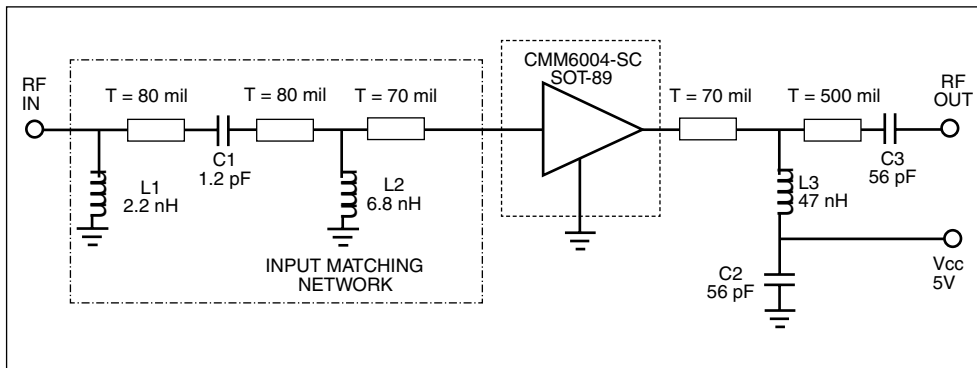 CMM6004-SC
SOT-89
RF
IN
T = 80 mil
T = 80 mil
T = 70 mil
T = 70 mil
T = 500 mil
RF
OUT
C1
1.2 pF
L1
2.2 nH
L2
6.8 nH
C3
56 pF
L3
47 nH
INPUT MATCHING
NETWORK
C2
56 pF
Vcc
5V